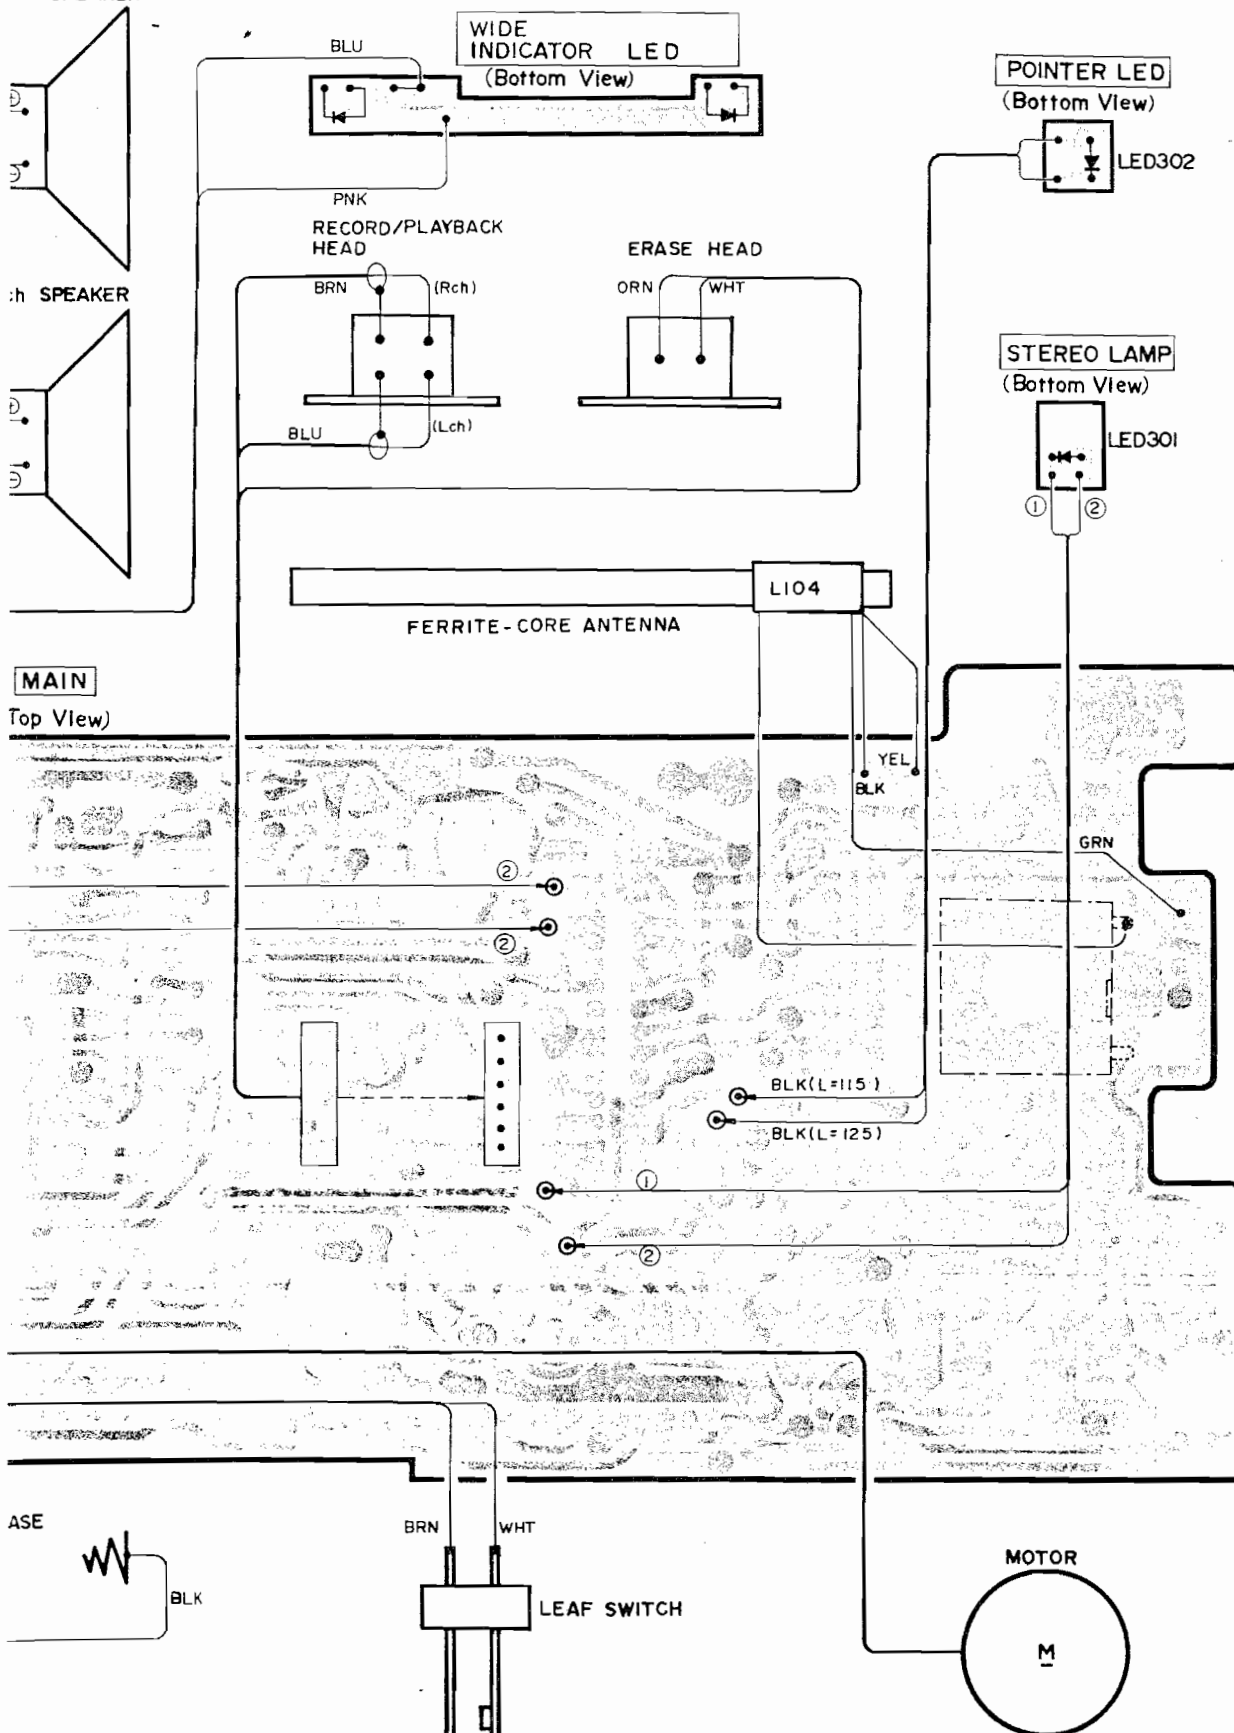 WIDE
INDICATOR LED
(Bottom View)
BLU
POINTER LED
(Bottom View)
LED302
PNK
RECORD/PLAYBACK
HEAD
BRN
(Rch)
ERASE HEAD
ORN
WHT
SPEAKER
STEREO LAMP
(Bottom View)
LED301
BLU
(Lch)
①
②
L104
FERRITE-CORE ANTENNA
MAIN
Top View)
YEL
BLK
GRN
②
②
BLK(L=115)
BLK(L=125)
①
②
ASE
BRN
WHT
BLK
LEAF SWITCH
MOTOR
M